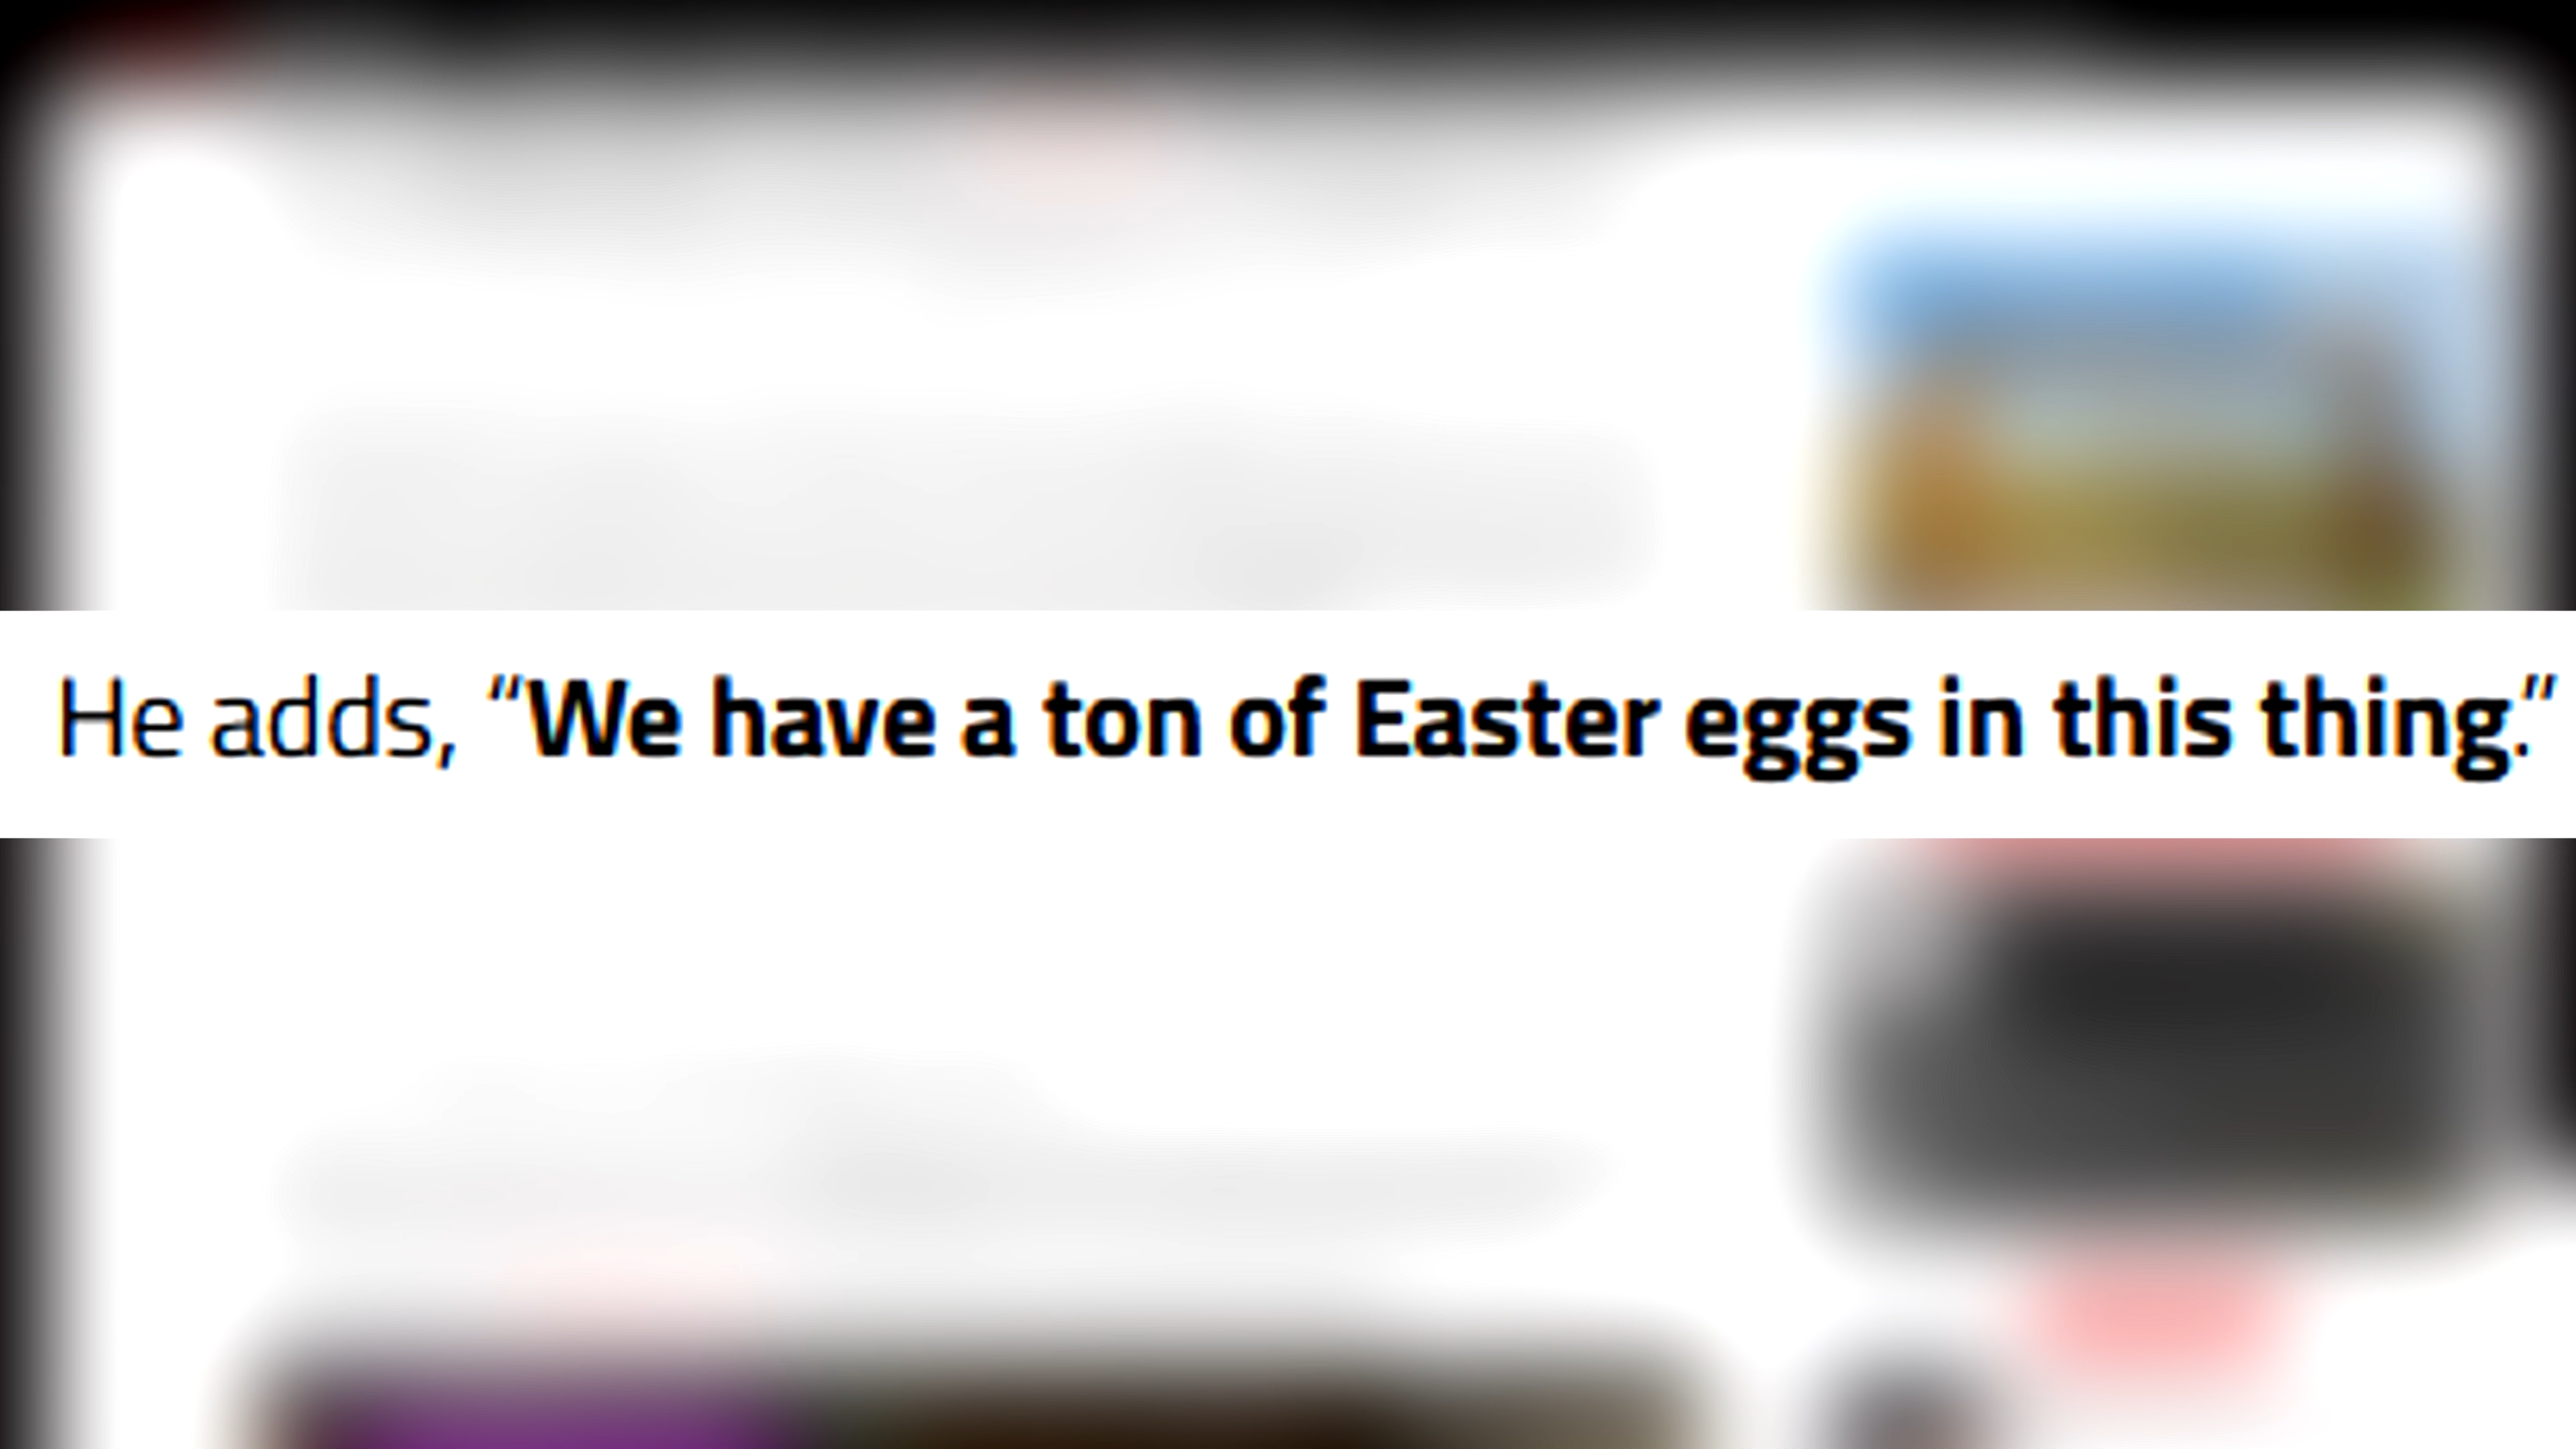 He adds, “We have a ton of Easter eggs in this thing.”